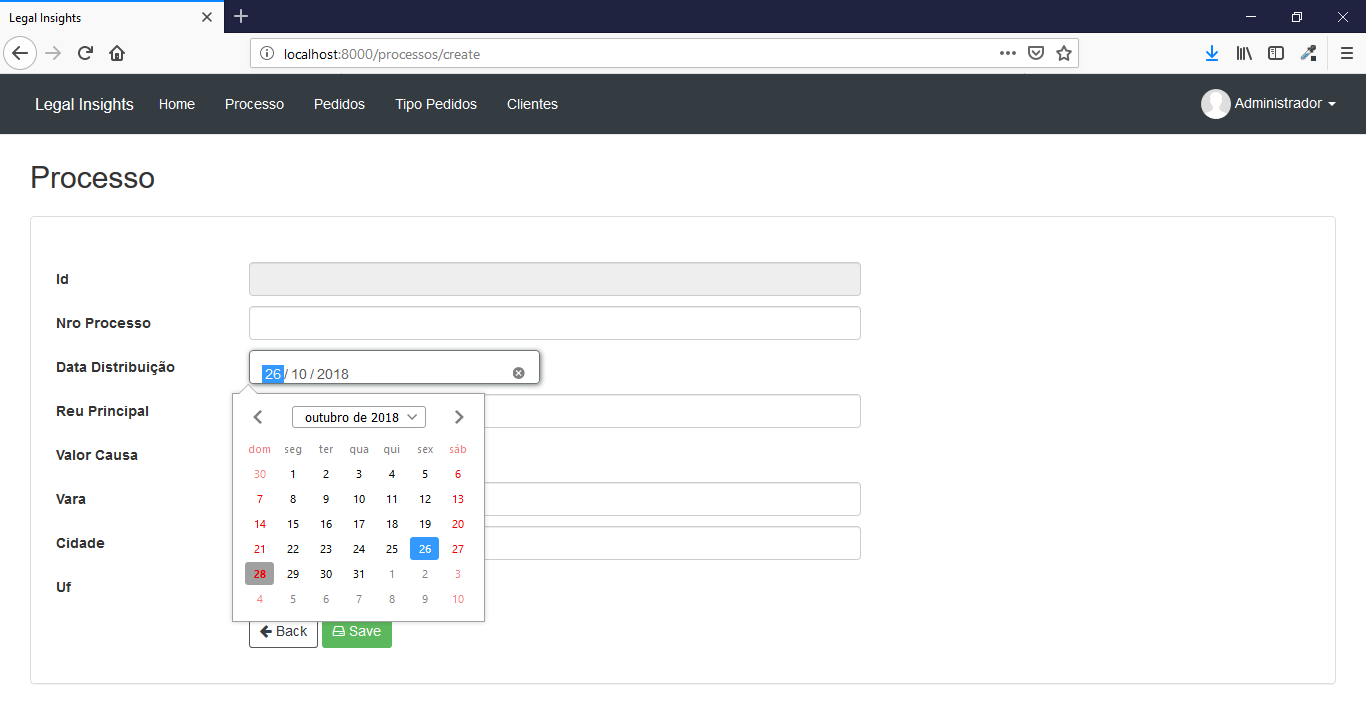 Legal Insights
localhost:8000/processos/create
Legal Insights Home Processo Pedidos Tipo Pedidos Clientes Administrador
Processo
Id
Nro Processo
Data Distribuição 26 / 10 / 2018
Reu Principal
Valor Causa
Vara
Cidade
Uf
outubro de 2018
dom seg ter qua qui sex sáb
30 1 2 3 4 5 6
7 8 9 10 11 12 13
14 15 16 17 18 19 20
21 22 23 24 25 26 27
28 29 30 31 1 2 3
4 5 6 7 8 9 10
Back Save